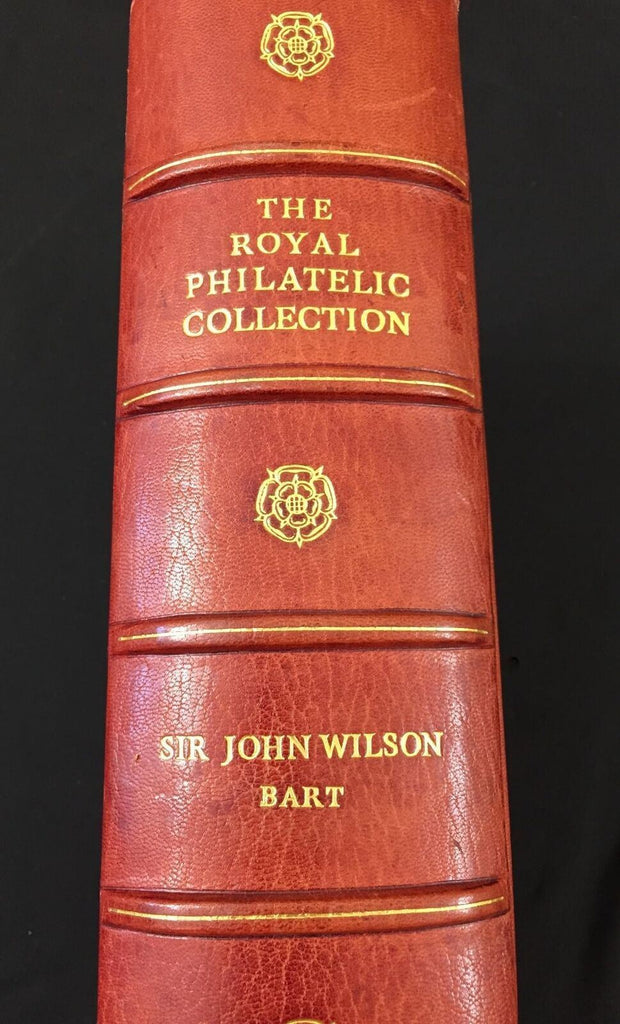 THE
ROYAL
PHILATELIC
COLLECTION
SIR JOHN WILSON
BART